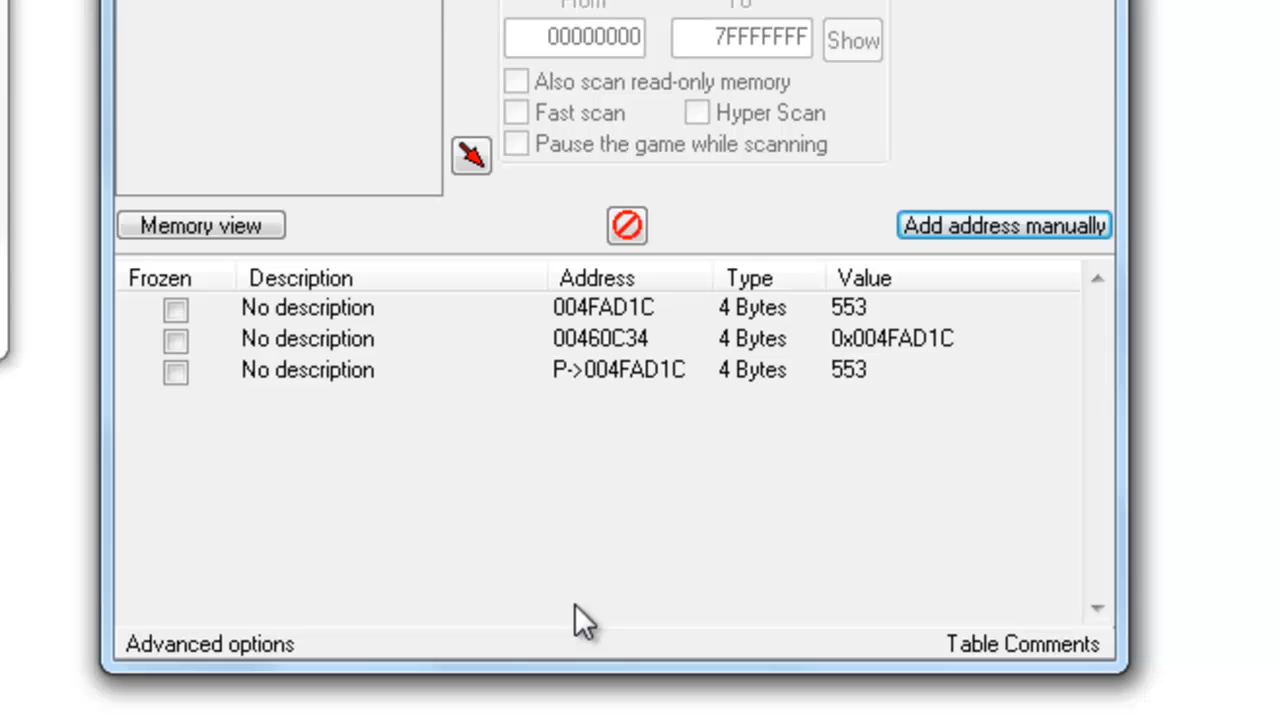 From To
00000000 7FFFFFFF Show
Also scan read-only memory
Fast scan Hyper Scan
Pause the game while scanning
Memory view Add address manually
Frozen Description Address Type Value
No description 004FAD1C 4 Bytes 553
No description 00460C34 4 Bytes 0x004FAD1C
No description P->004FAD1C 4 Bytes 553
Advanced options Table Comments